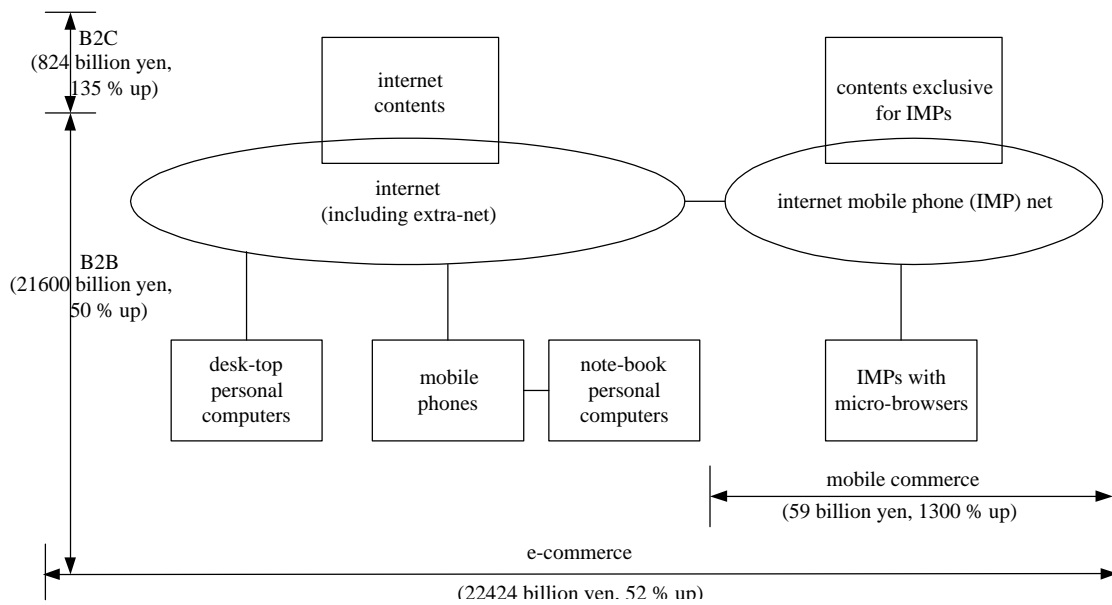 B2C
(824 billion yen,
135 % up)
internet
contents
contents exclusive
for IMPs
internet
(including extra-net)
internet mobile phone (IMP) net
B2B
(21600 billion yen,
50 % up)
desk-top
personal
computers
mobile
phones
note-book
personal
computers
IMPs with
micro-browsers
mobile commerce
(59 billion yen, 1300 % up)
e-commerce
(22424 billion yen, 52 % up)